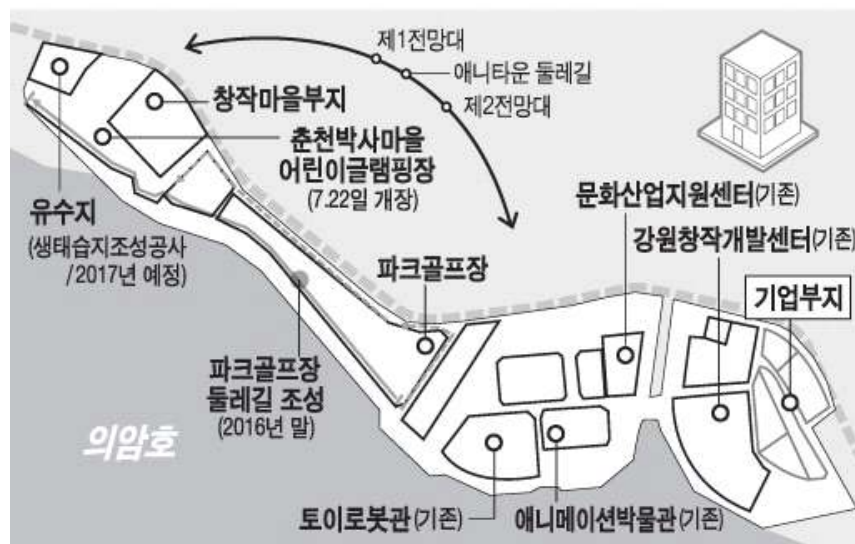 제1전망대
애니타운 둘레길
제2전망대
창작마을부지
춘천박사마을
어린이글램핑장
(7.22일 개장)
유수지
(생태습지조성공사
/2017년 예정)
문화산업지원센터(기존)
강원창작개발센터(기존)
파크골프장
기업부지
파크골프장
둘레길 조성
(2016년 말)
의암호
토이로봇관(기존)
애니메이션박물관(기존)